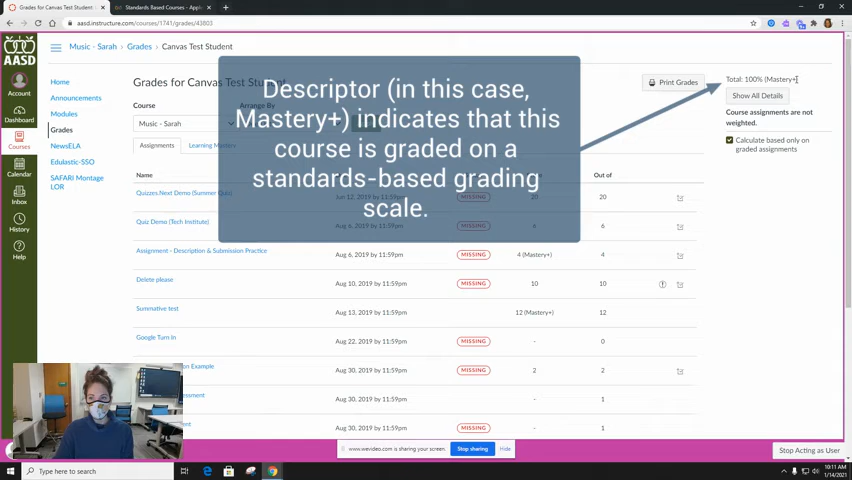 Grades for Canvas Test Student
Standards Based Courses - Apple
aasd.instructure.com/courses/1741/grades/43803
AASD
Account
Dashboard
Courses
Calendar
Inbox
History
Help
Music - Sarah > Grades > Canvas Test Student
Home
Announcements
Modules
Grades
NewsELA
Edulastic-SSO
SAFARI Montage
LOR
Grades for Canvas Test Student
Print Grades
Course
Arrange By
Music - Sarah
Assignments
Learning Mastery
Descriptor (in this case,
Mastery+) indicates that this
course is graded on a
standards-based grading
scale.
Total: 100% (Mastery+)
Show All Details
Course assignments are not
weighted.
Calculate based only on
graded assignments
Name
Out of
Quizzes.Next Demo (Summer Quiz)
Jun 12, 2019 by 11:59pm
MISSING
20
20
Quiz Demo (Tech Institute)
Aug 6, 2019 by 11:59pm
MISSING
6
6
Assignment - Description & Submission Practice
Aug 6, 2019 by 11:59pm
MISSING
4 (Mastery+)
4
Delete please
Aug 10, 2019 by 11:59pm
MISSING
10
10
Summative test
Aug 13, 2019 by 11:59pm
12 (Mastery+)
12
Google Turn In
Aug 22, 2019 by 11:59pm
MISSING
-
0
Example
Aug 30, 2019 by 11:59pm
MISSING
2
2
Aug 30, 2019 by 11:59pm
-
1
Aug 30, 2019 by 11:59pm
-
1
www.wevideo.com is sharing your screen.
Stop sharing
Hide
Stop Acting as User
Type here to search
10:11 AM
1/14/2021